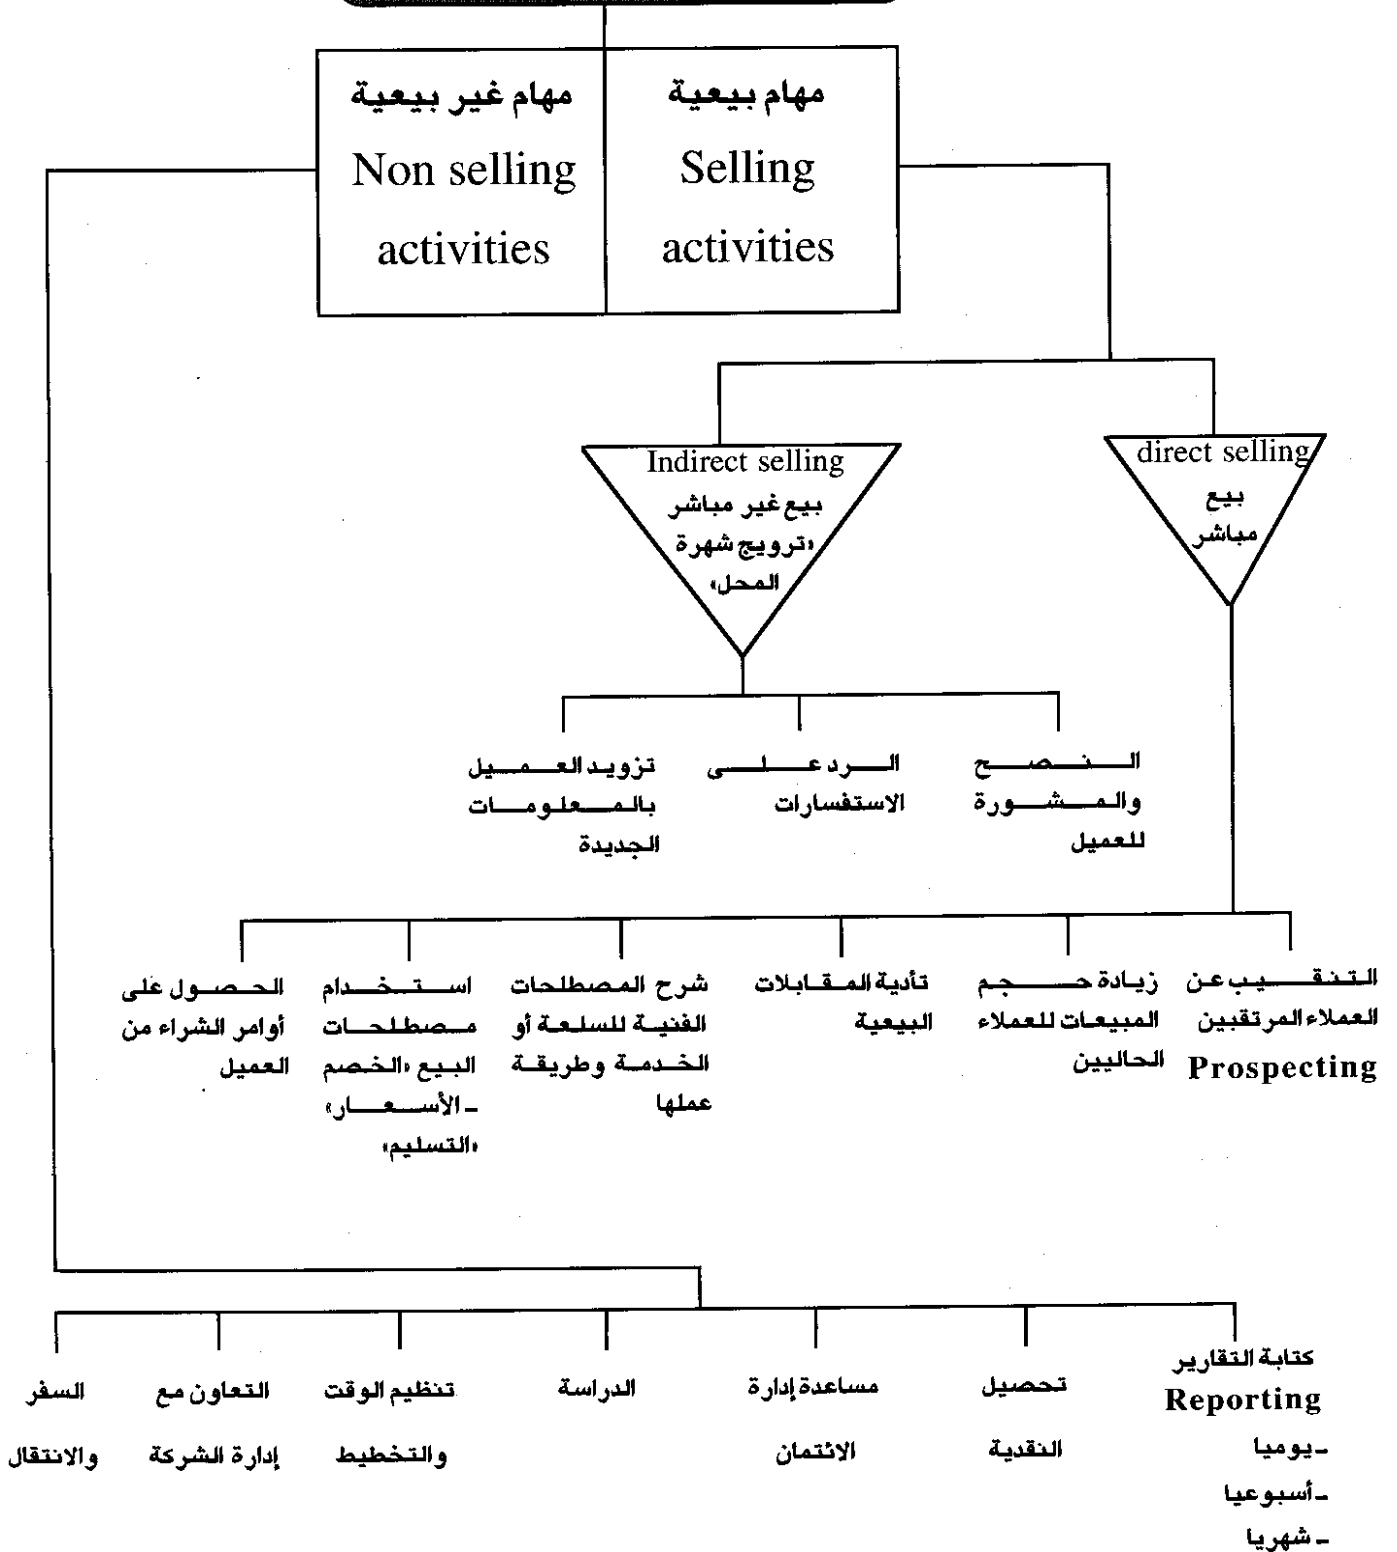 مهام بيعية
Selling
activities
مهام غير بيعية
Non selling
activities
direct selling
بيع
مباشر
Indirect selling
بيع غير مباشر
«ترويج شهرة
المحل»
النصح
والمشورة
للعميل
الرد على
الاستفسارات
تزويد العميل
بالمعلومات
الجديدة
التنقيب عن
العملاء المرتقبين
Prospecting
زيادة حجم
المبيعات للعملاء
الحاليين
تأدية المقابلات
البيعية
شرح المصطلحات
الفنية للسلعة أو
الخدمة وطريقة
عملها
استخدام
مصطلحات
البيع «الخصم
ـ الأسعار»
«التسليم»
الحصول على
أوامر الشراء من
العميل
كتابة التقارير
Reporting
ـ يوميا
ـ أسبوعيا
ـ شهريا
تحصيل
النقدية
مساعدة إدارة
الائتمان
الدراسة
تنظيم الوقت
والتخطيط
التعاون مع
إدارة الشركة
السفر
والانتقال